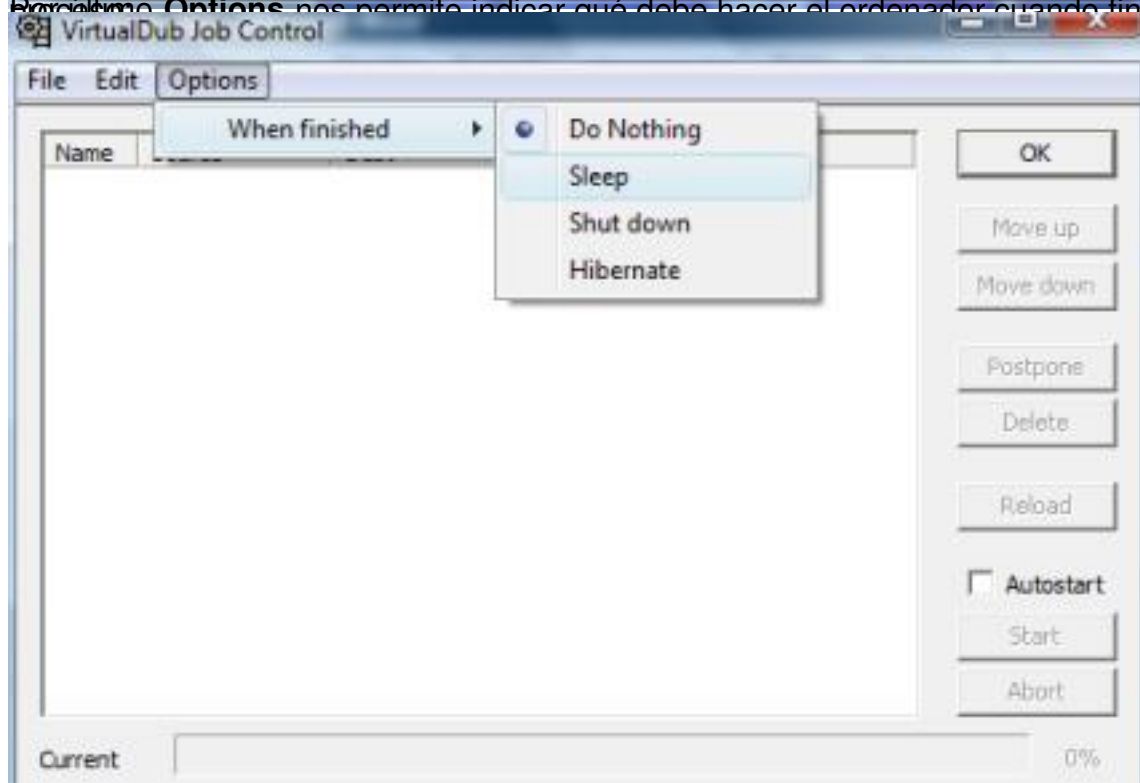 Options nos permite indicar qué debe hacer el ordenador cuando fin
VirtualDub Job Control
File Edit Options
When finished
Do Nothing
Sleep
Shut down
Hibernate
Name
OK
Move up
Move down
Postpone
Delete
Reload
Autostart
Start
Abort
Current
0%